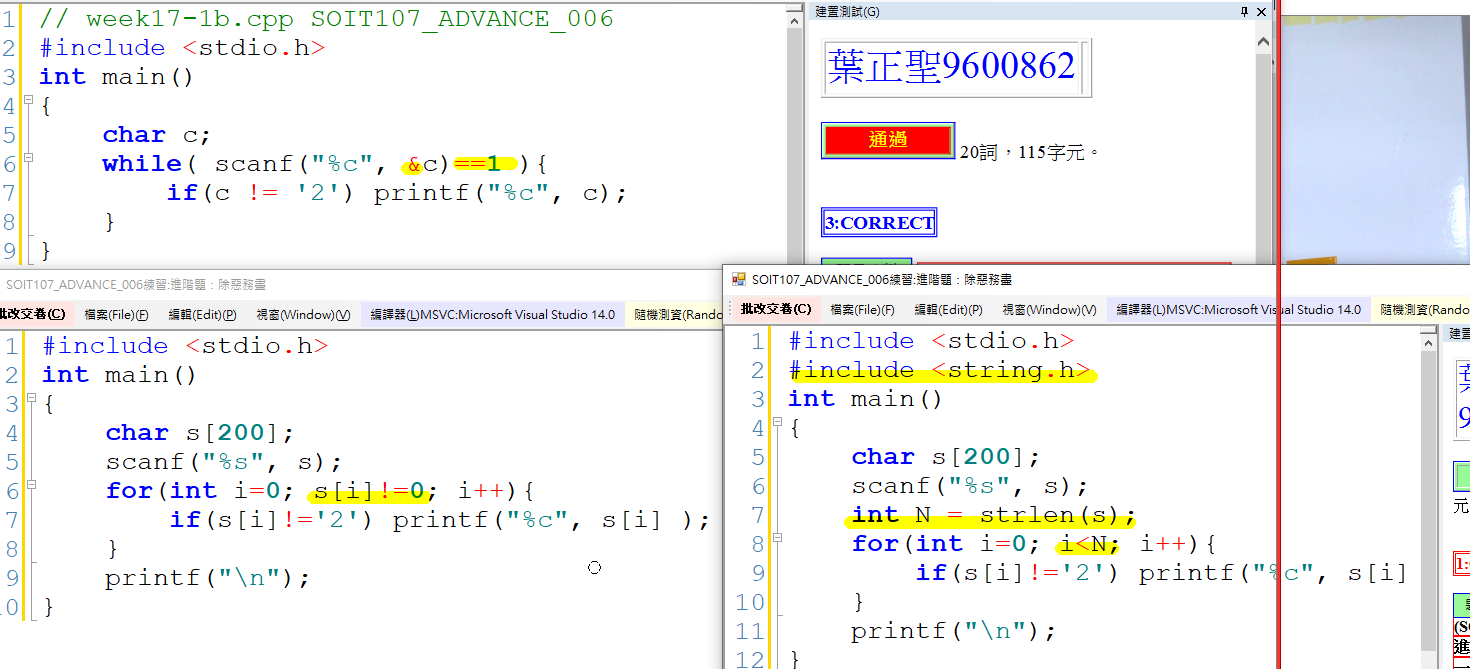 1 // week17-1b.cpp SOIT107_ADVANCE_006
2 #include <stdio.h>
3 int main()
4 {
5 char c;
6 while( scanf("%c", &c)==1 ){
7 if(c != '2') printf("%c", c);
8 }
9 }
建置測試(G)
葉正聖9600862
通過 20詞，115字元。
3:CORRECT
SOIT107_ADVANCE_006練習:進階題：除惡務盡
批改交卷(C) 檔案(File)(F) 編輯(Edit)(P) 視窗(Window)(V) 編譯器(L)MSVC:Microsoft Visual Studio 14.0 隨機測資(Rando
1 #include <stdio.h>
2 int main()
3 {
4 char s[200];
5 scanf("%s", s);
6 for(int i=0; s[i]!=0; i++){
7 if(s[i]!='2') printf("%c", s[i] );
8 }
9 printf("\n");
10 }
SOIT107_ADVANCE_006練習:進階題：除惡務盡
批改交卷(C) 檔案(File)(F) 編輯(Edit)(P) 視窗(Window)(V) 編譯器(L)MSVC:Microsoft Visual Studio 14.0 隨機測資(Rando
1 #include <stdio.h>
2 #include <string.h>
3 int main()
4 {
5 char s[200];
6 scanf("%s", s);
7 int N = strlen(s);
8 for(int i=0; i<N; i++){
9 if(s[i]!='2') printf("%c", s[i]
10 }
11 printf("\n");
12 }
建置
9
元
1:
(SO
進